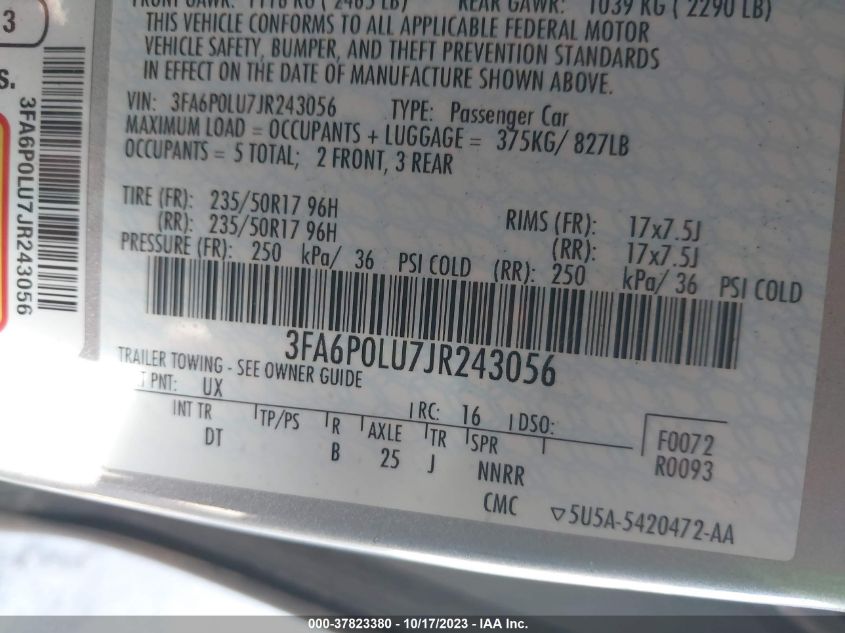 FRONT GAWR: 1118 KG ( 2465 LB) REAR GAWR: 1039 KG ( 2290 LB)
THIS VEHICLE CONFORMS TO ALL APPLICABLE FEDERAL MOTOR
VEHICLE SAFETY, BUMPER, AND THEFT PREVENTION STANDARDS
IN EFFECT ON THE DATE OF MANUFACTURE SHOWN ABOVE.
VIN: 3FA6P0LU7JR243056 TYPE: Passenger Car
MAXIMUM LOAD = OCCUPANTS + LUGGAGE = 375KG/ 827LB
OCCUPANTS = 5 TOTAL; 2 FRONT, 3 REAR
TIRE (FR): 235/50R17 96H RIMS (FR): 17x7.5J
(RR): 235/50R17 96H (RR): 17x7.5J
PRESSURE (FR): 250 kPa/ 36 PSI COLD (RR): 250 kPa/ 36 PSI COLD
3FA6P0LU7JR243056
TRAILER TOWING - SEE OWNER GUIDE
PNT: UX RC: 16 DSO:
INT TR TP/PS R AXLE TR SPR F0072
DT B 25 J NNRR R0093
CMC ▽5U5A-5420472-AA
3
S.
3FA6P0LU7JR243056
000-37823380 - 10/17/2023 - IAA Inc.